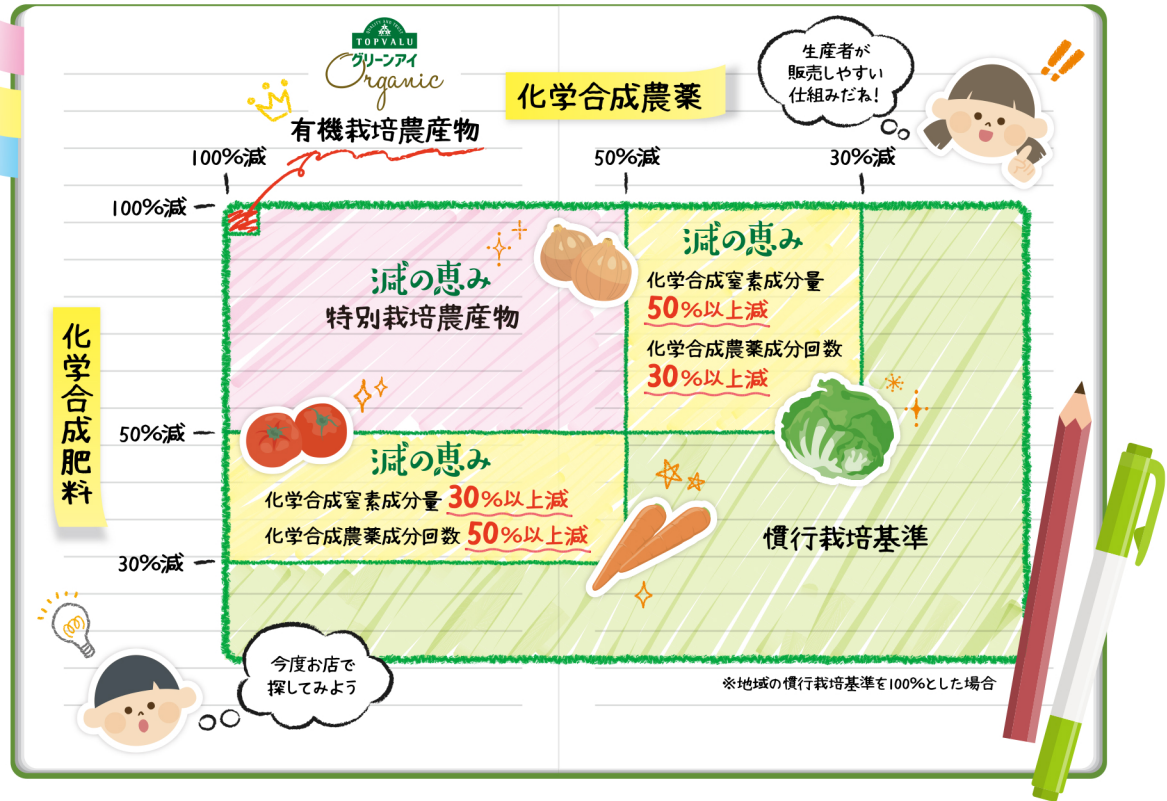 QUALITY AND TRUST
TOPVALU
グリーンアイ
Organic
有機栽培農産物
化学合成農薬
生産者が
販売しやすい
仕組みだね!
100%減
50%減
30%減
100%減
減の恵み
特別栽培農産物
減の恵み
化学合成窒素成分量
50%以上減
化学合成農薬成分回数
30%以上減
化学合成肥料
50%減
減の恵み
化学合成窒素成分量 30%以上減
化学合成農薬成分回数 50%以上減
慣行栽培基準
30%減
今度お店で
探してみよう
※地域の慣行栽培基準を100%とした場合